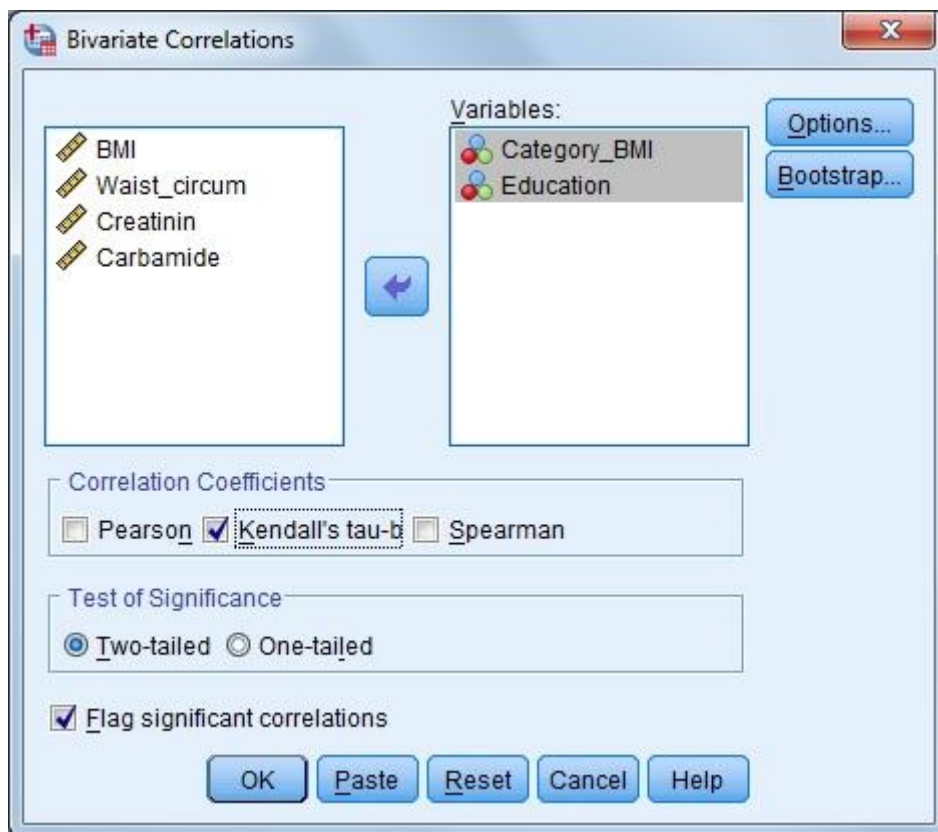 Bivariate Correlations
BMI
Waist_circum
Creatinin
Carbamide
Variables:
Category_BMI
Education
Options...
Bootstrap...
Correlation Coefficients
Pearson Kendall's tau-b Spearman
Test of Significance
Two-tailed One-tailed
Flag significant correlations
OK Paste Reset Cancel Help